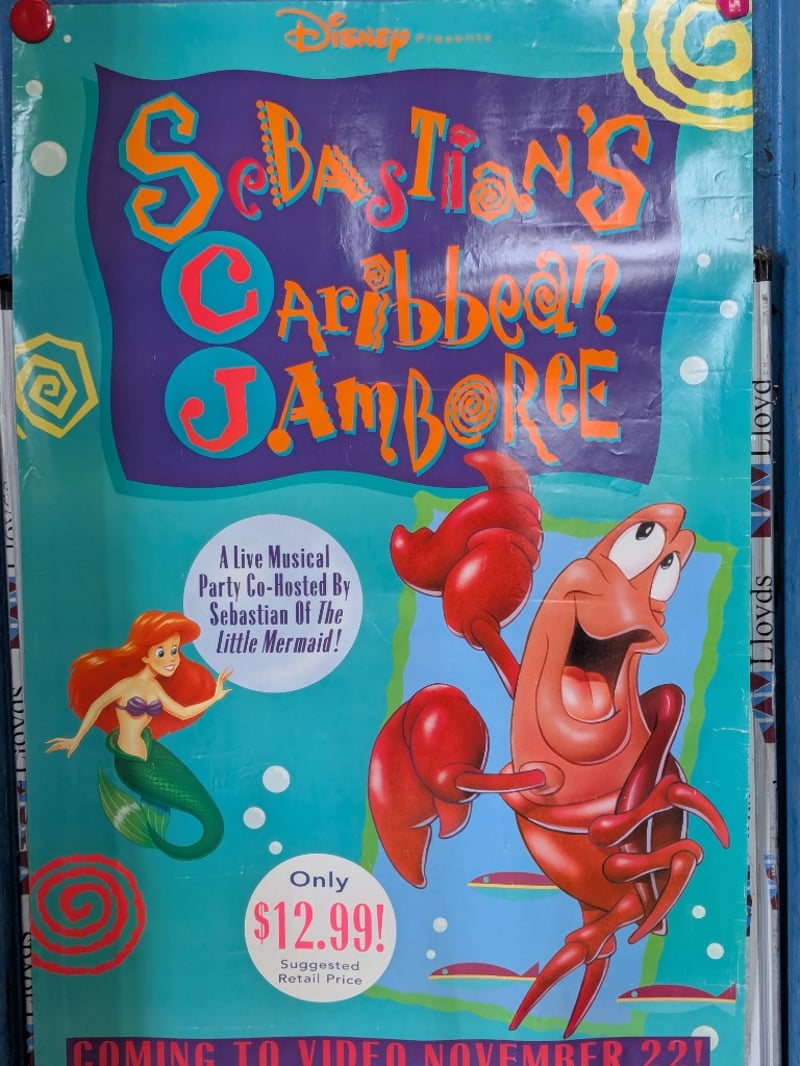 Disney Presents
SeBAsTiaN'S
CAribbean
JAmBoReE
A Live Musical
Party Co-Hosted By
Sebastian Of The
Little Mermaid!
Only
$12.99!
Suggested
Retail Price
COMING TO VIDEO NOVEMBER 22!
Lloyd
Lloyds